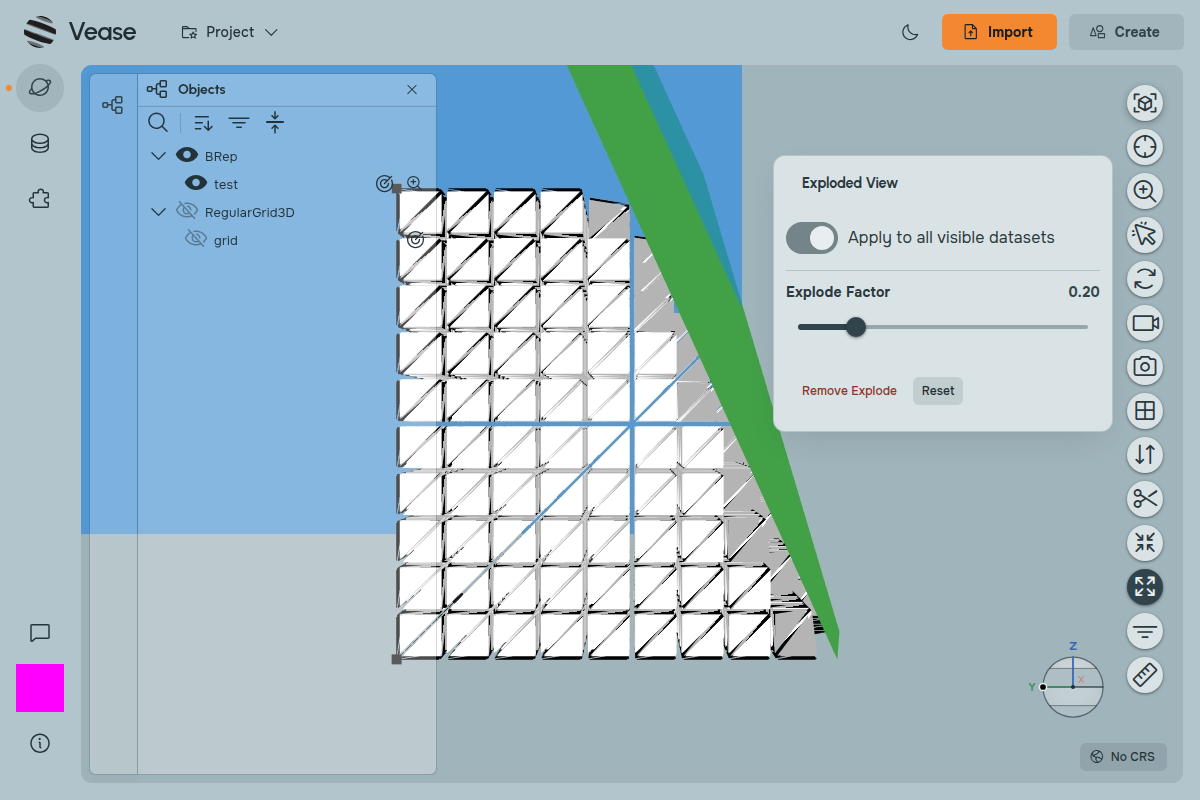 Vease
Project
Import
Create
Objects
BRep
test
RegularGrid3D
grid
Exploded View
Apply to all visible datasets
Explode Factor
0.20
Remove Explode
Reset
Z
Y
X
No CRS